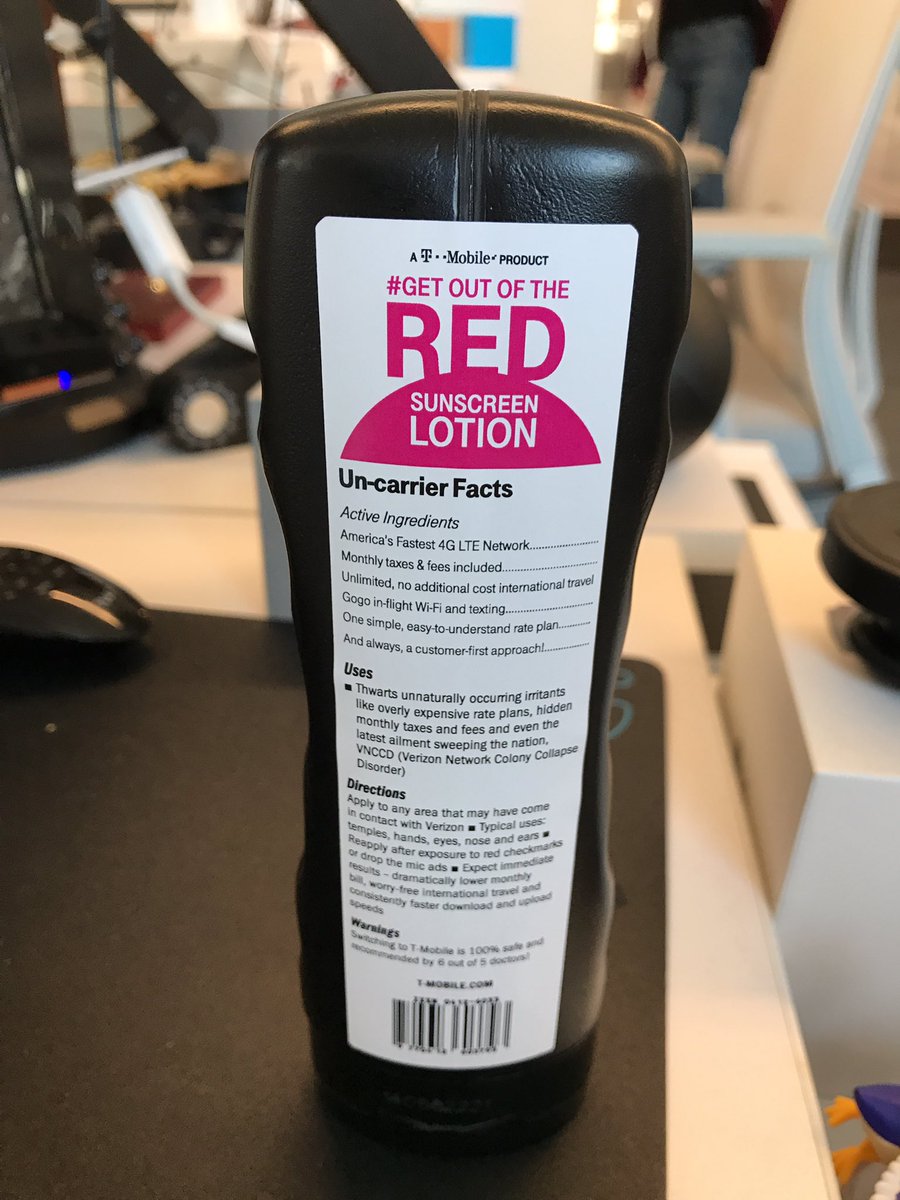 A T··Mobile· PRODUCT
#GET OUT OF THE
RED
SUNSCREEN
LOTION
Un-carrier Facts
Active Ingredients
America's Fastest 4G LTE Network....................
Monthly taxes & fees included............................
Unlimited, no additional cost international travel
Gogo in-flight Wi-Fi and texting..........................
One simple, easy-to-understand rate plan.........
And always, a customer-first approach!.............
Uses
■ Thwarts unnaturally occurring irritants
like overly expensive rate plans, hidden
monthly taxes and fees and even the
latest ailment sweeping the nation,
VNCCD (Verizon Network Colony Collapse
Disorder)
Directions
Apply to any area that may have come
in contact with Verizon ■ Typical uses:
temples, hands, eyes, nose and ears ■
Reapply after exposure to red checkmarks
or drop the mic ads ■ Expect immediate
results – dramatically lower monthly
bill, worry-free international travel and
consistently faster download and upload
speeds
Warnings
Switching to T-Mobile is 100% safe and
recommended by 6 out of 5 doctors!
T-MOBILE.COM